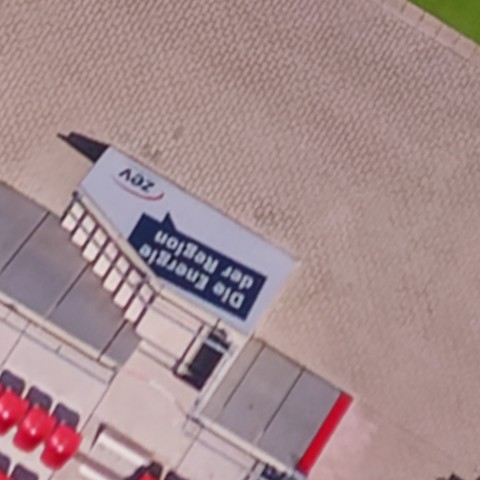 zev
Die Energie
der Region